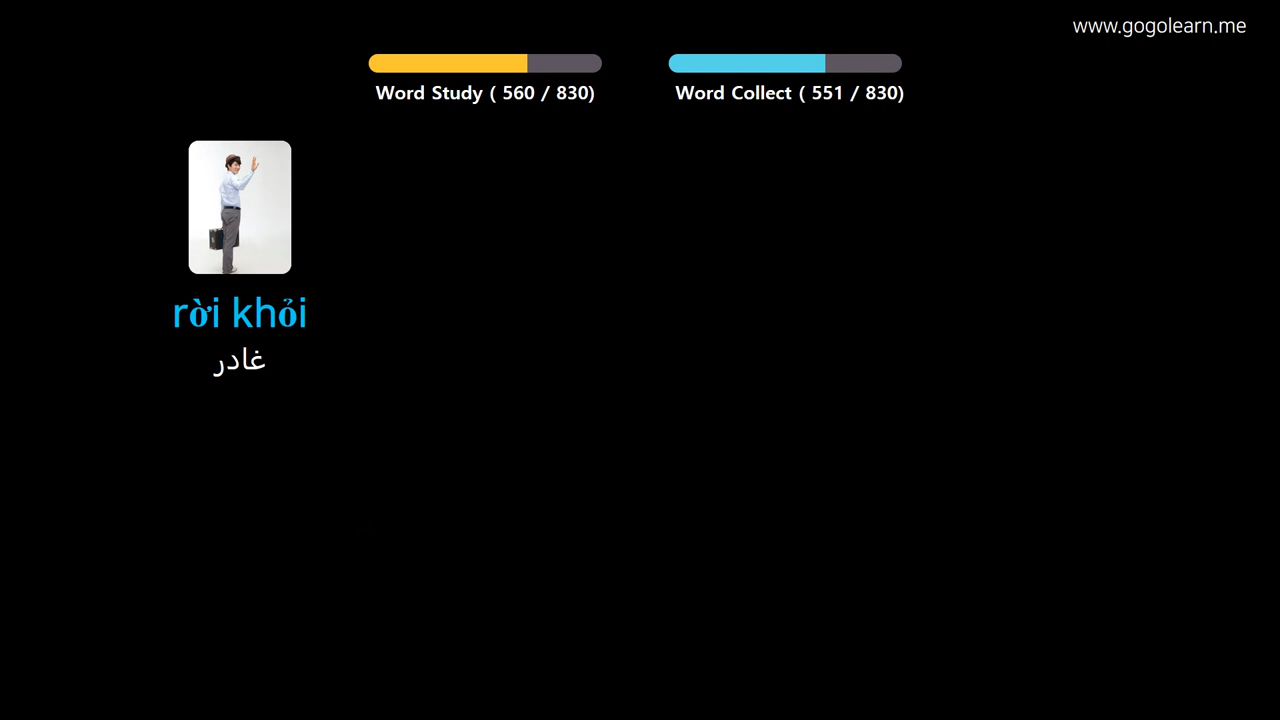 www.gogolearn.me
Word Study ( 560 / 830)
Word Collect ( 551 / 830)
rời khỏi
غادر